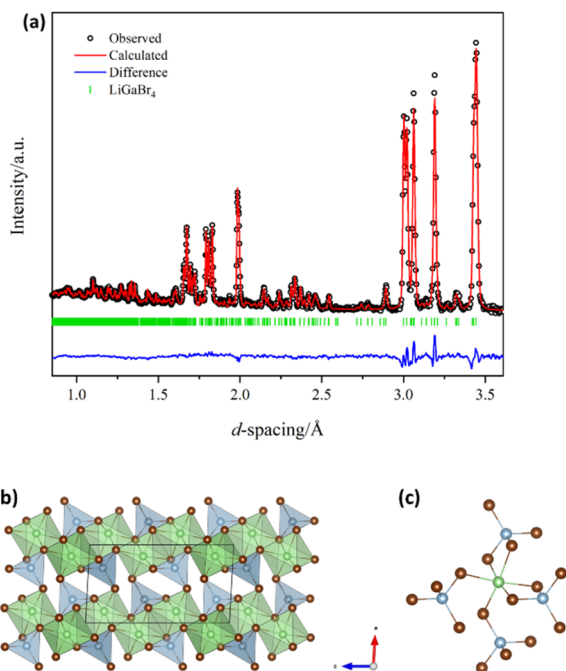 (a)
Observed
Calculated
Difference
LiGaBr₄
Intensity/a.u.
1.0 1.5 2.0 2.5 3.0 3.5
d-spacing/Å
b)
(c)
c